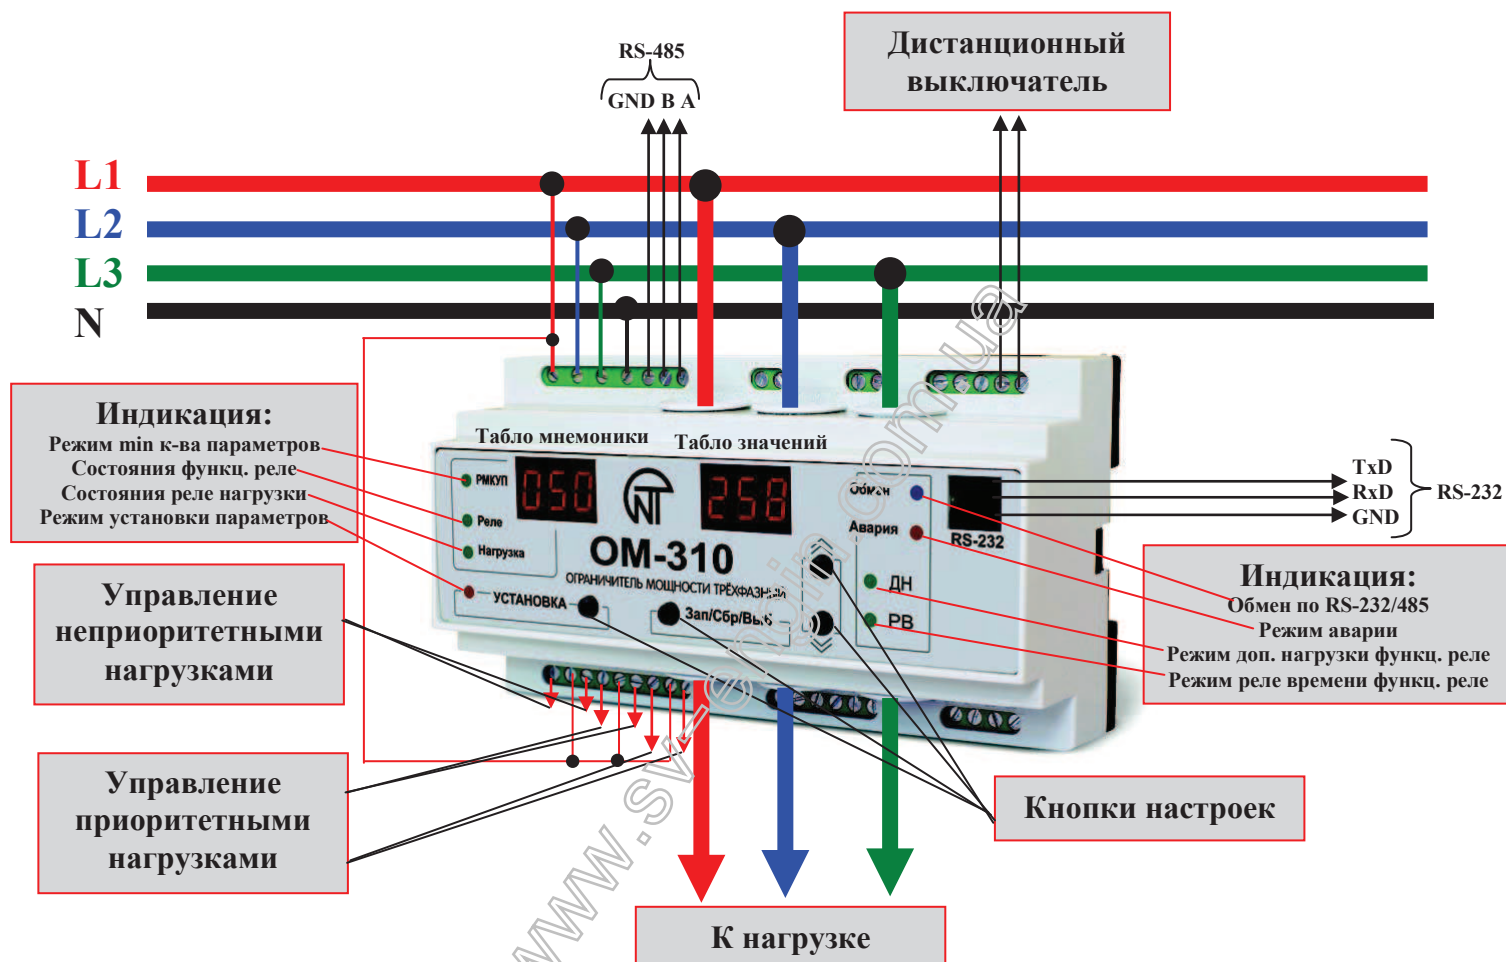 RS-485
GND B A
Дистанционный
выключатель
L1
L2
L3
N
Индикация:
Режим min к-ва параметров
Состояния функц. реле
Состояния реле нагрузки
Режим установки параметров
Табло мнемоники
Табло значений
РМКУП
Реле
Нагрузка
050
258
ОМ-310
ОГРАНИЧИТЕЛЬ МОЩНОСТИ ТРЁХФАЗНЫЙ
УСТАНОВКА
Зап/Сбр/Выб
Обмен
Авария
ДН
РВ
RS-232
TxD
RxD
GND
RS-232
Индикация:
Обмен по RS-232/485
Режим аварии
Режим доп. нагрузки функц. реле
Режим реле времени функц. реле
Управление
неприоритетными
нагрузками
Управление
приоритетными
нагрузками
Кнопки настроек
К нагрузке
www.sv-engin.com.ua